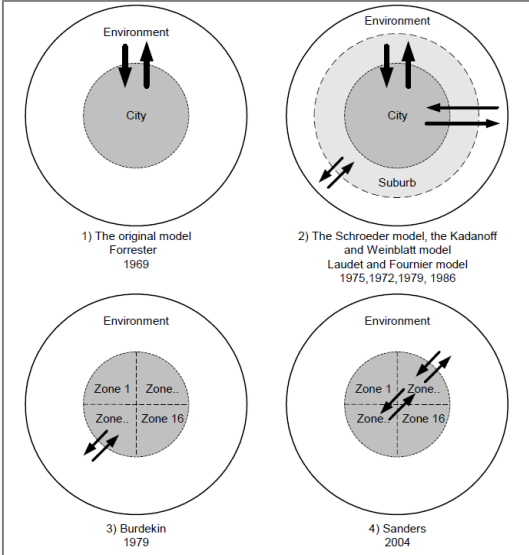 Environment
City
1) The original model
Forrester
1969
Environment
City
Suburb
2) The Schroeder model, the Kadanoff
and Weinblatt model
Laudet and Fournier model
1975,1972,1979, 1986
Environment
Zone 1 Zone..
Zone.. Zone 16
3) Burdekin
1979
Environment
Zone 1 Zone..
Zone.. Zone 16
4) Sanders
2004